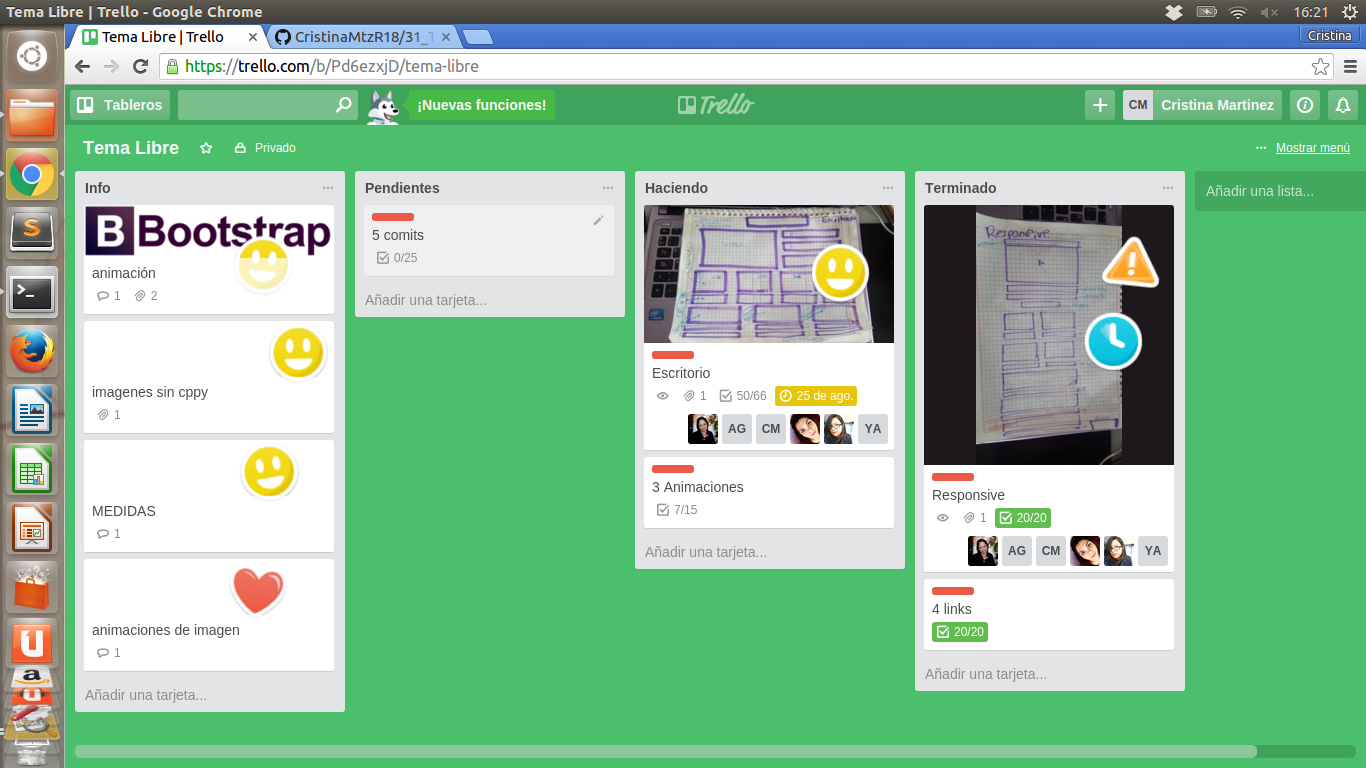 Tema Libre | Trello - Google Chrome
16:21
Tema Libre | Trello
CristinaMtzR18/31_T
Cristina
https://trello.com/b/Pd6ezxjD/tema-libre
Tableros
¡Nuevas funciones!
Trello
CM
Cristina Martinez
Tema Libre
Privado
Mostrar menú
Info
B Bootstrap
animación
1
2
imagenes sin cppy
1
MEDIDAS
1
animaciones de imagen
1
Añadir una tarjeta...
Pendientes
5 comits
0/25
Añadir una tarjeta...
Haciendo
Escritorio
1
50/66
25 de ago.
AG
CM
YA
3 Animaciones
7/15
Añadir una tarjeta...
Terminado
Responsive
Responsive
1
20/20
AG
CM
YA
4 links
20/20
Añadir una tarjeta...
Añadir una lista...